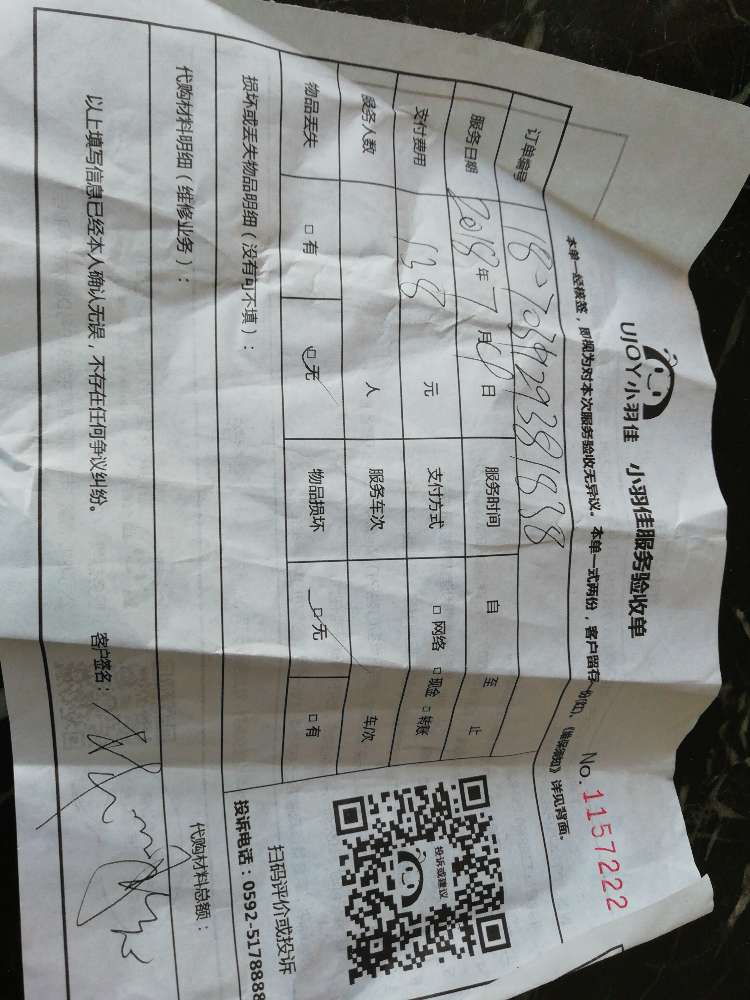 UJOY小羽佳 小羽佳服务验收单 No.1157222
本单一经核签，即视为对本次服务验收无异议。本单一式两份，客户留存一份
详见背面。
订单编号
服务日期 2018年7月 日 服务时间 自 至 止
支付费用 138 元 支付方式 □网络 □现金 □转账
服务人数 人 服务车次 车/次
物品丢失 □有 □无 物品损坏 □无 □有
损坏或丢失物品明细（没有可不填）：
代购材料明细（维修业务）： 代购材料总额：
以上填写信息已经本人确认无误，不存在任何争议纠纷。 客户签名：
投诉或建议
扫码评价或投诉
投诉电话：0592-5178888